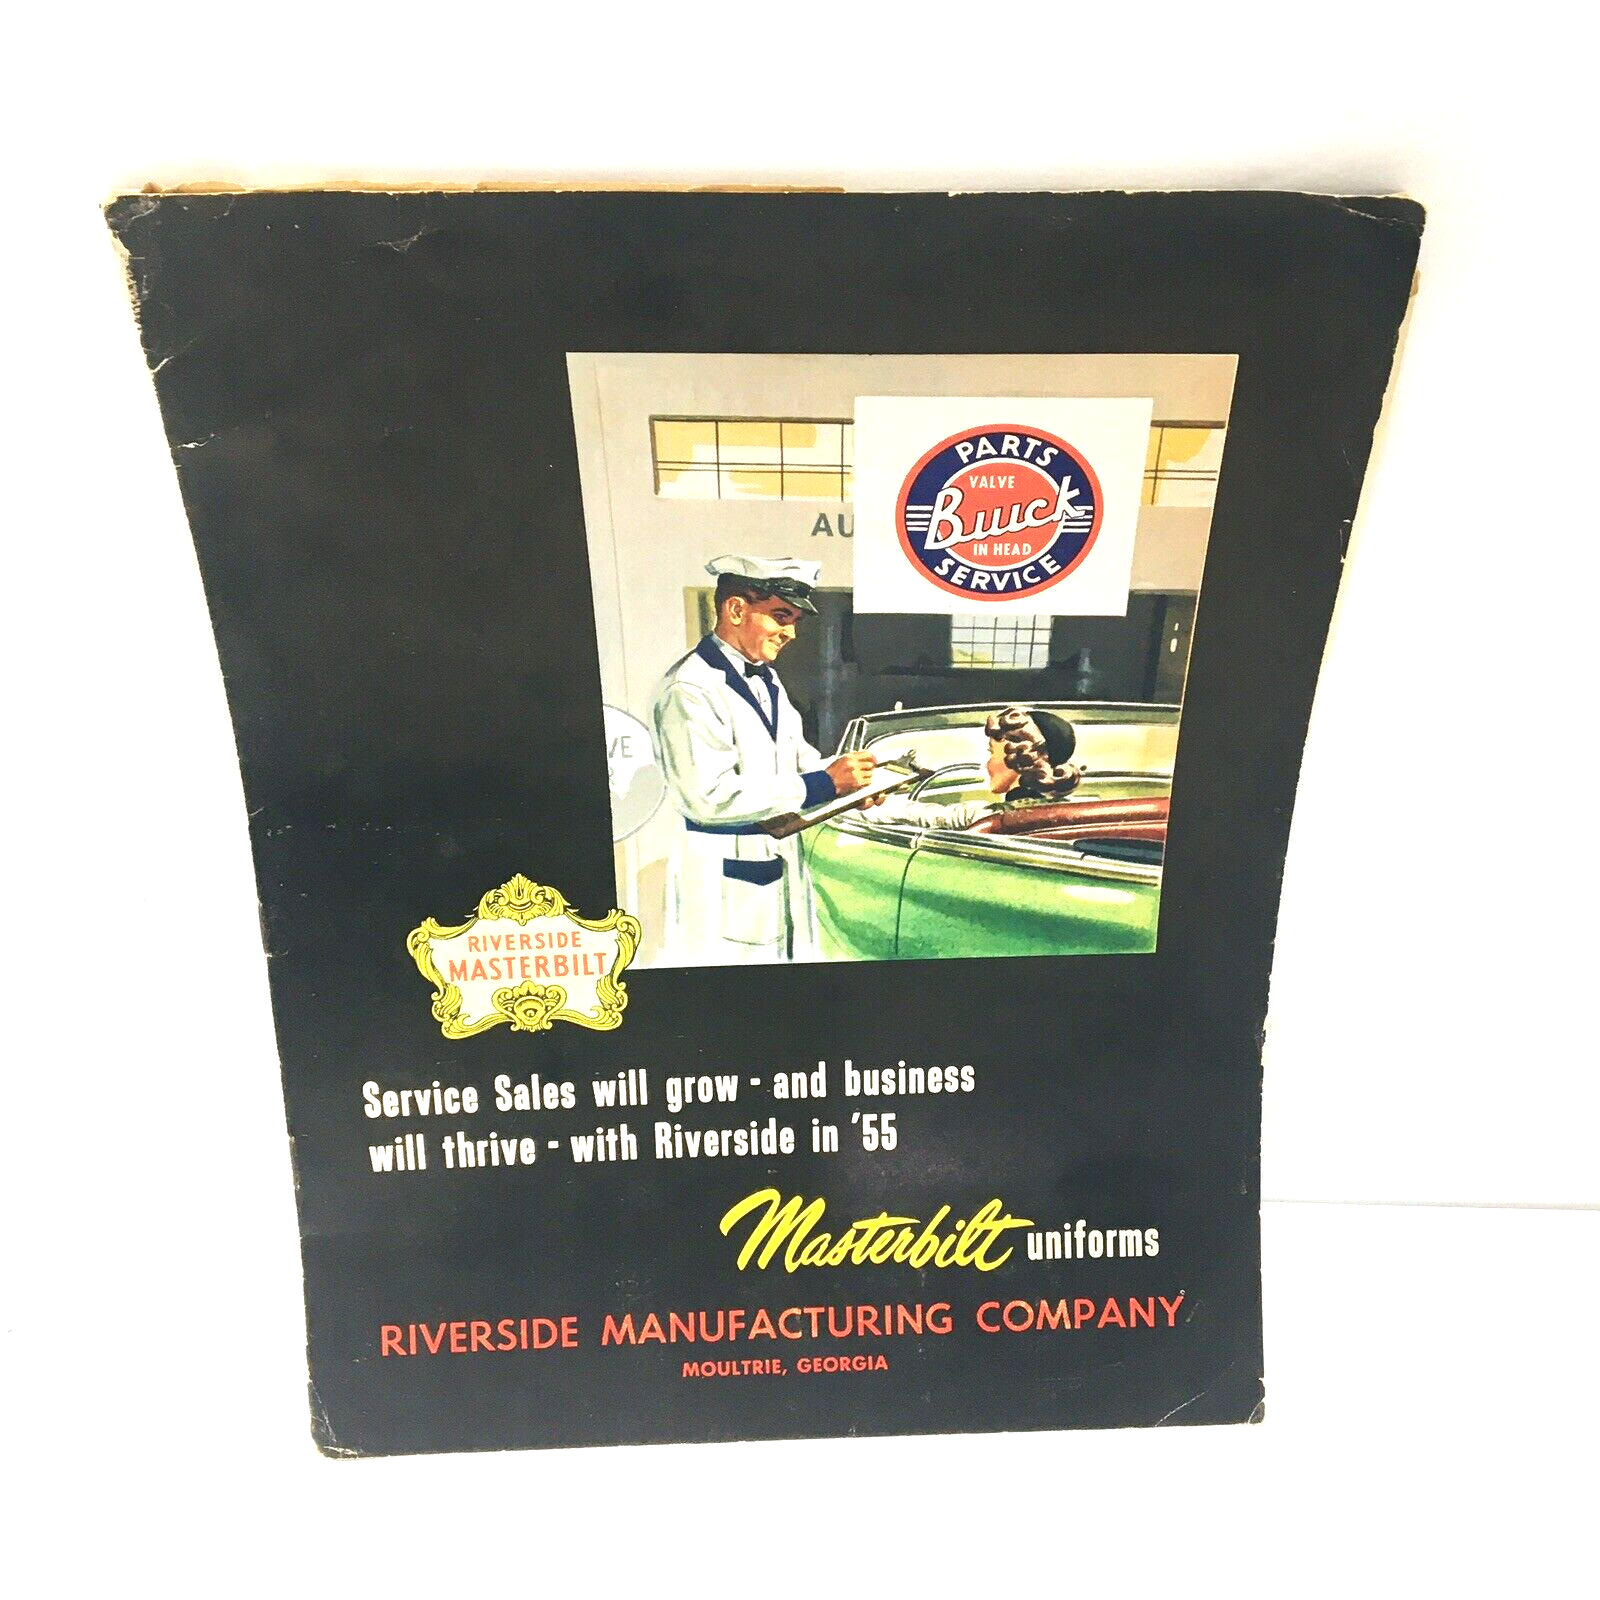 PARTS
VALVE
Buick
IN HEAD
SERVICE
AU
VE
RIVERSIDE
MASTERBILT
Service Sales will grow - and business
will thrive - with Riverside in '55
Masterbilt uniforms
RIVERSIDE MANUFACTURING COMPANY
MOULTRIE, GEORGIA